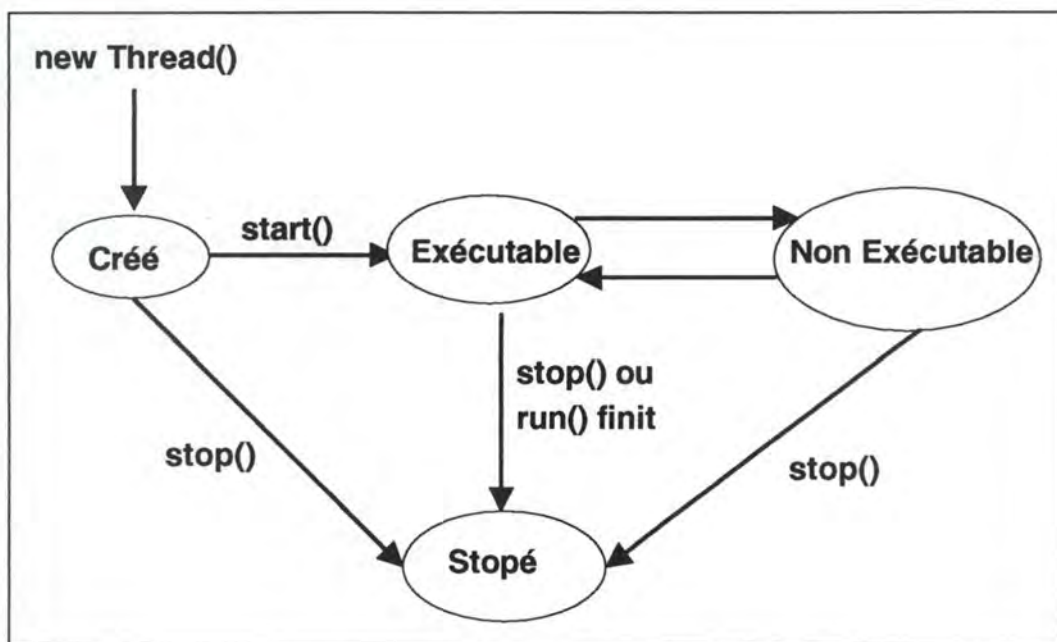 new Thread()
Créé
start()
Exécutable
Non Exécutable
stop() ou
run() finit
stop()
stop()
Stopé